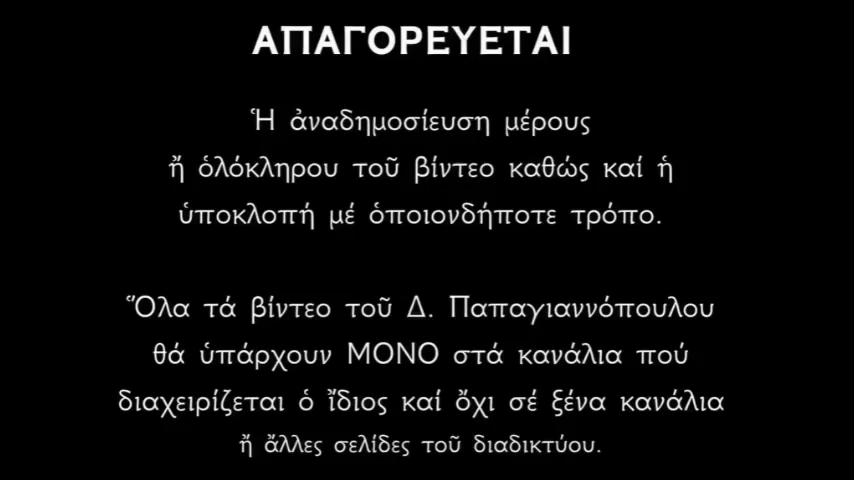 ΑΠΑΓΟΡΕΥΕΤΑΙ
Ἡ ἀναδημοσίευση μέρους
ἤ ὁλόκληρου τοῦ βίντεο καθώς καί ἡ
ὑποκλοπή μέ ὁποιονδήποτε τρόπο.
Ὅλα τά βίντεο τοῦ Δ. Παπαγιαννόπουλου
θά ὑπάρχουν ΜΟΝΟ στά κανάλια πού
διαχειρίζεται ὁ ἴδιος καί ὄχι σέ ξένα κανάλια
ἤ ἄλλες σελίδες τοῦ διαδικτύου.